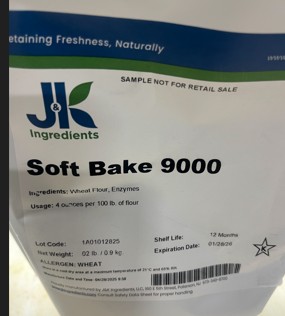 etaining Freshness, Naturally
SAMPLE NOT FOR RETAIL SALE
J&K
Ingredients
Soft Bake 9000
Ingredients: Wheat Flour, Enzymes
Usage: 4 ounces per 100 lb. of flour
Lot Code: 1A01012825
Shelf Life: 12 Months
Net Weight: 02 lb / 0.9 kg
Expiration Date: 01/28/26
ALLERGEN: WHEAT
K